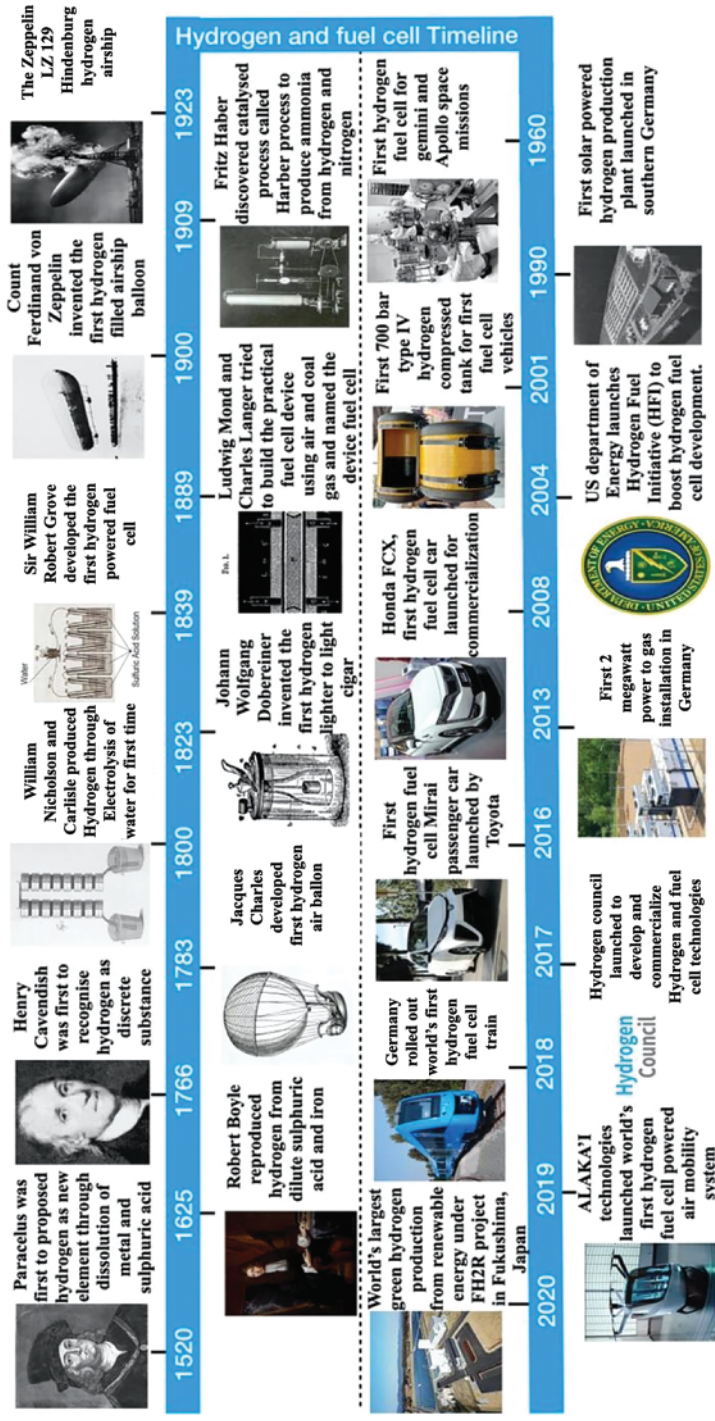 Hydrogen and fuel cell Timeline
1520
Paracelus was
first to proposed
hydrogen as new
element through
dissolution of
metal and
sulphuric acid
1625
Robert Boyle
reproduced
hydrogen from
dilute sulphuric
acid and iron
1766
Henry
Cavendish
was first to
recognise
hydrogen as
discrete
substance
1783
Jacques
Charles
developed
first hydrogen
air ballon
1800
William
Nicholson and
Carlisle produced
Hydrogen through
Electrolysis of
water for first time
1823
Johann
Wolfgang
Dobereiner
invented the
first hydrogen
lighter to light
cigar
1839
Water
Sulfuric Acid Solution
Sir William
Robert Grove
developed the
first hydrogen
powered fuel
cell
1889
FIG. 1.
Ludwig Mond and
Charles Langer tried
to build the practical
fuel cell device
using air and coal
gas and named the
device fuel cell
1900
Count
Ferdinand von
Zeppelin
invented the
first hydrogen
filled airship
balloon
1909
Fritz Haber
discovered catalysed
process called
Harber process to
produce ammonia
from hydrogen and
nitrogen
1923
The Zeppelin
LZ 129
Hindenburg
hydrogen
airship
1960
First hydrogen
fuel cell for
gemini and
Apollo space
missions
1990
First solar powered
hydrogen production
plant launched in
southern Germany
2001
First 700 bar
type IV
hydrogen
compressed
tank for first
fuel cell
vehicles
2004
DEPARTMENT OF ENERGY
UNITED STATES OF AMERICA
US department of
Energy launches
Hydrogen Fuel
Initiative (HFI) to
boost hydrogen fuel
cell development.
2008
Honda FCX,
first hydrogen
fuel cell car
launched for
commercialization
2013
First 2
megawatt
power to gas
installation in
Germany
2016
First
hydrogen fuel
cell Mirai
passenger car
launched by
Toyota
2017
Hydrogen
Council
Hydrogen council
launched to
develop and
commercialize
Hydrogen and fuel
cell technologies
2018
Germany
rolled out
world's first
hydrogen
fuel cell
train
2019
ALAKA'I
technologies
launched world's
first hydrogen
fuel cell powered
air mobility
system
2020
World's largest
green hydrogen
production
from renewable
energy under
FH2R project
in Fukushima,
Japan